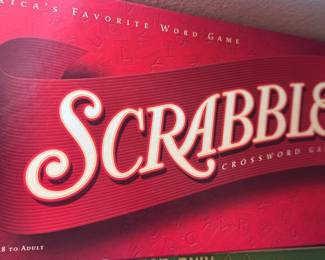 ICA'S FAVORITE WORD GAME
SCRABBLE
CROSSWORD GA
8 TO ADULT